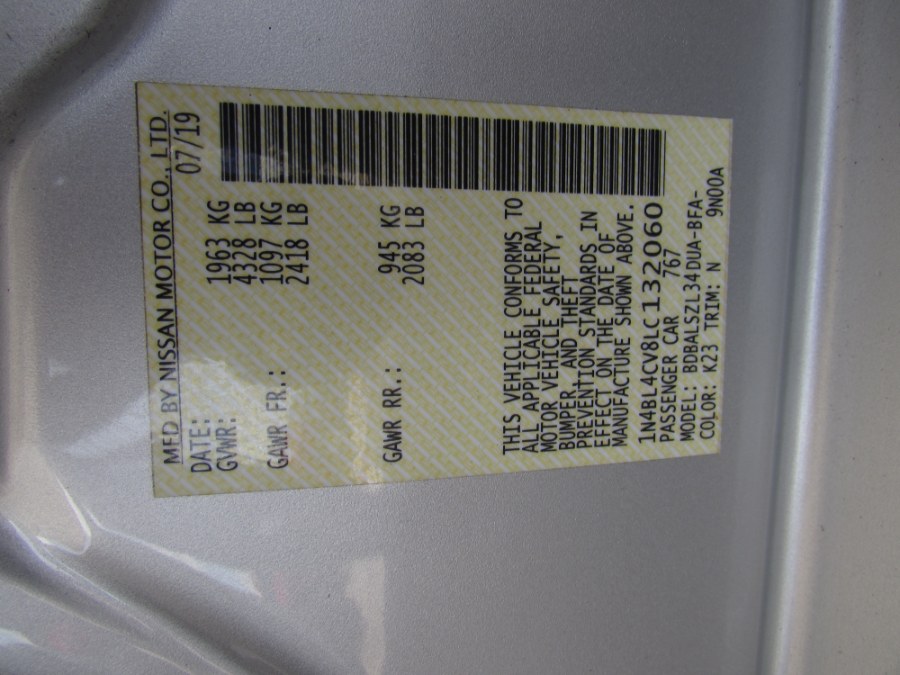 MFD BY NISSAN MOTOR CO., LTD.
DATE: 07/19
GVWR: 1963 KG
4328 LB
GAWR FR.: 1097 KG
2418 LB
GAWR RR.: 945 KG
2083 LB
THIS VEHICLE CONFORMS TO
ALL APPLICABLE FEDERAL
MOTOR VEHICLE SAFETY,
BUMPER AND THEFT
PREVENTION STANDARDS IN
EFFECT ON THE DATE OF
MANUFACTURE SHOWN ABOVE.
1N4BL4CV8LC132060
PASSENGER CAR 767
MODEL: BDBALSZL34DUA-BFA-
COLOR: K23 TRIM: N 9N00A